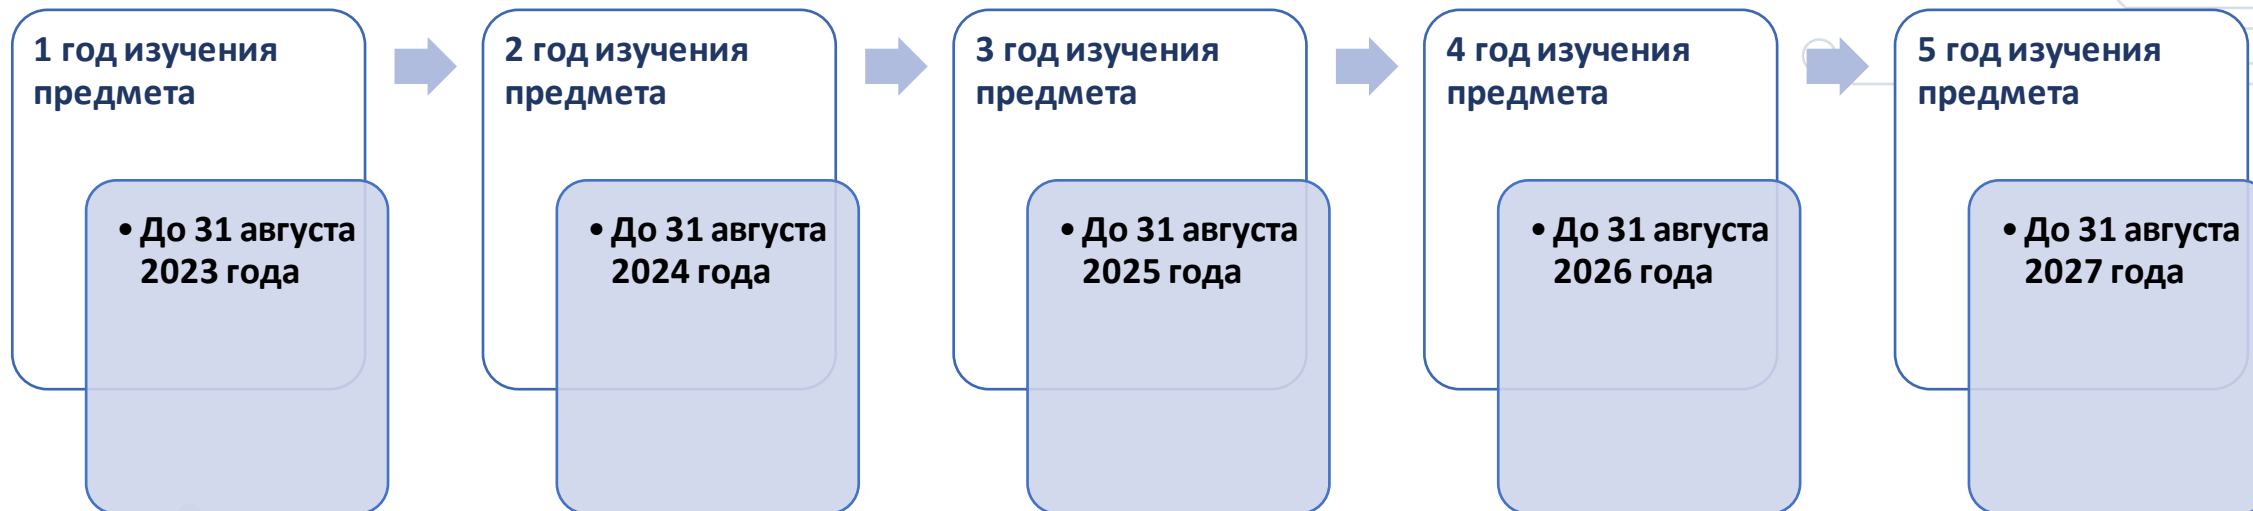 1 год изучения
предмета
• До 31 августа
2023 года
2 год изучения
предмета
• До 31 августа
2024 года
3 год изучения
предмета
• До 31 августа
2025 года
4 год изучения
предмета
• До 31 августа
2026 года
5 год изучения
предмета
• До 31 августа
2027 года